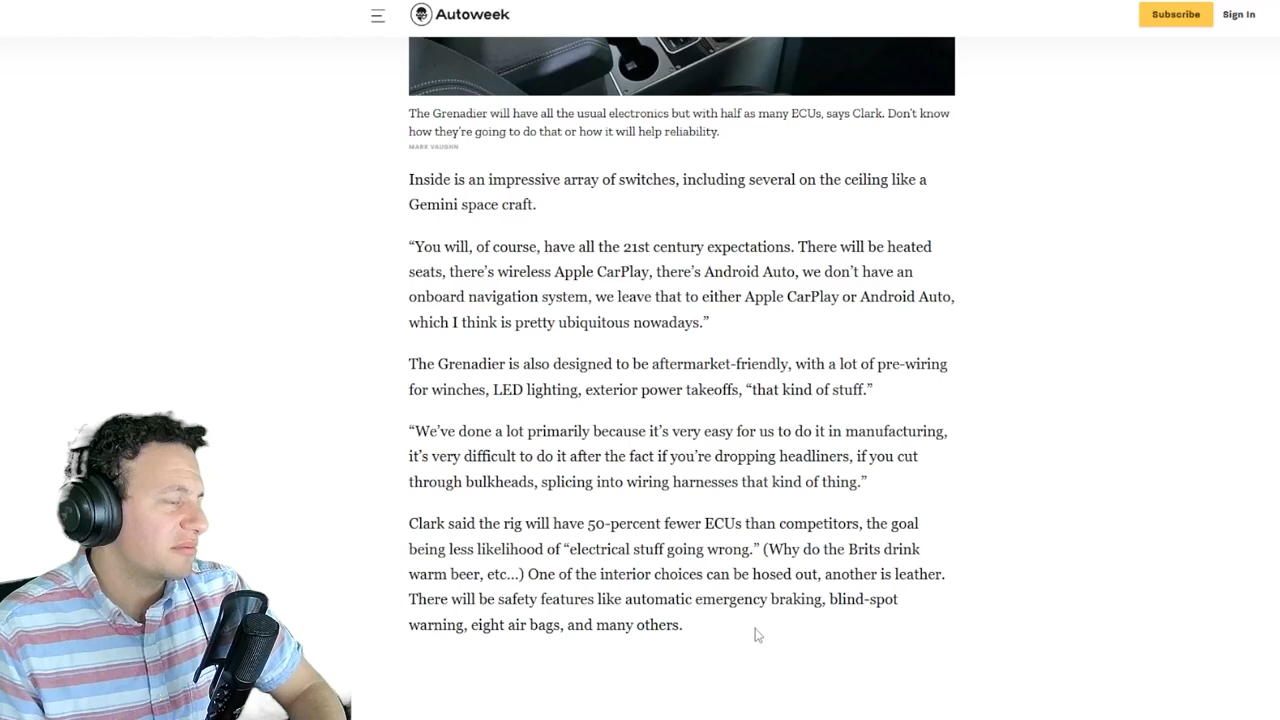 Autoweek
Subscribe
Sign In
The Grenadier will have all the usual electronics but with half as many ECUs, says Clark. Don't know
how they're going to do that or how it will help reliability.
MARK VAUGHN
Inside is an impressive array of switches, including several on the ceiling like a
Gemini space craft.
“You will, of course, have all the 21st century expectations. There will be heated
seats, there’s wireless Apple CarPlay, there’s Android Auto, we don’t have an
onboard navigation system, we leave that to either Apple CarPlay or Android Auto,
which I think is pretty ubiquitous nowadays.”
The Grenadier is also designed to be aftermarket-friendly, with a lot of pre-wiring
for winches, LED lighting, exterior power takeoffs, “that kind of stuff.”
“We’ve done a lot primarily because it’s very easy for us to do it in manufacturing,
it’s very difficult to do it after the fact if you’re dropping headliners, if you cut
through bulkheads, splicing into wiring harnesses that kind of thing.”
Clark said the rig will have 50-percent fewer ECUs than competitors, the goal
being less likelihood of “electrical stuff going wrong.” (Why do the Brits drink
warm beer, etc...) One of the interior choices can be hosed out, another is leather.
There will be safety features like automatic emergency braking, blind-spot
warning, eight air bags, and many others.